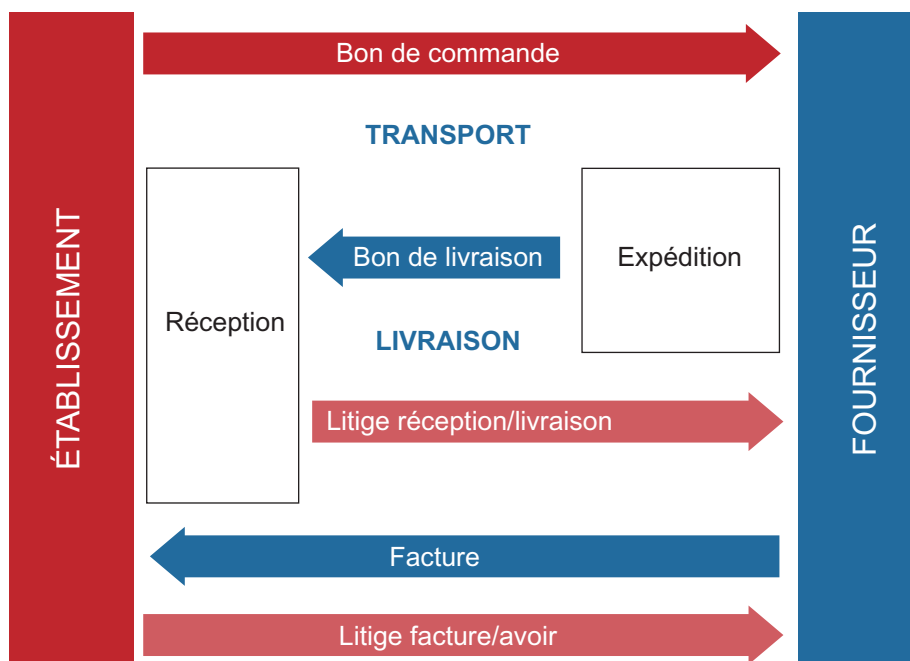 Bon de commande
TRANSPORT
ÉTABLISSEMENT
Réception
Bon de livraison
Expédition
FOURNISSEUR
LIVRAISON
Litige réception/livraison
Facture
Litige facture/avoir